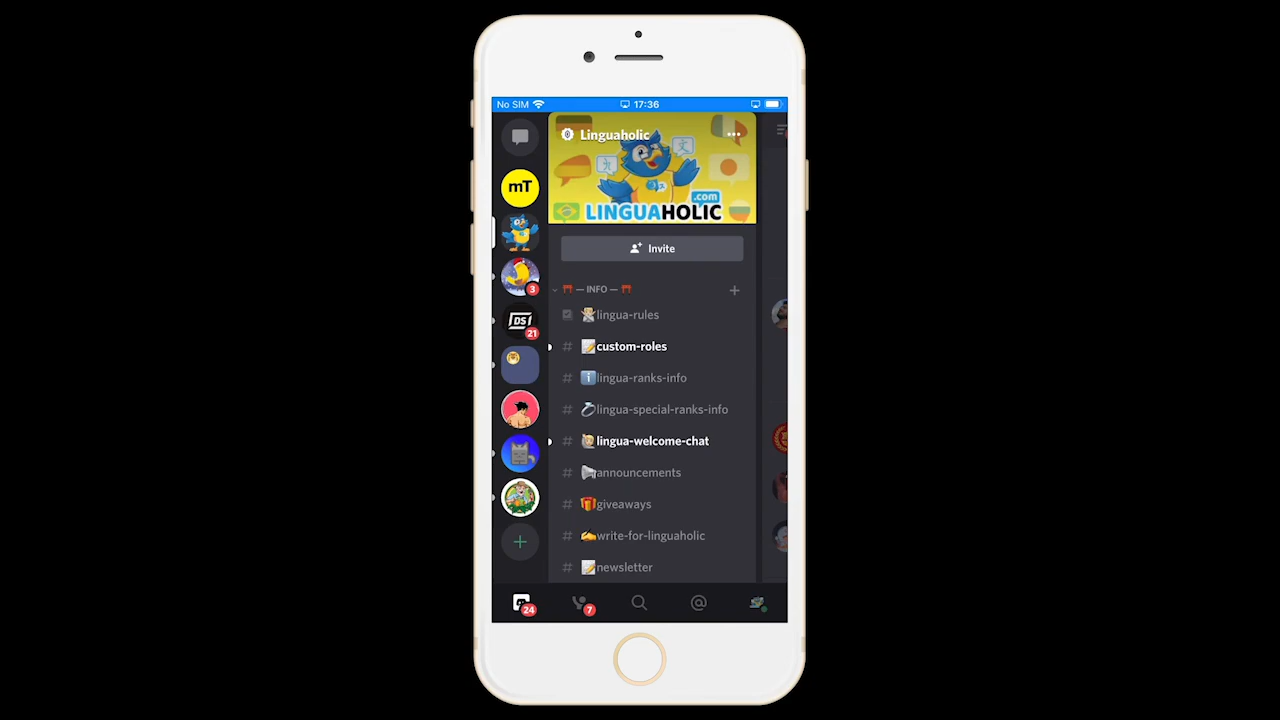 No SIM 17:36
Linguaholic
mT
.com
LINGUAHOLIC
Invite
3
— INFO —
lingua-rules
DS
21
custom-roles
lingua-ranks-info
lingua-special-ranks-info
lingua-welcome-chat
announcements
giveaways
write-for-linguaholic
newsletter
24
7